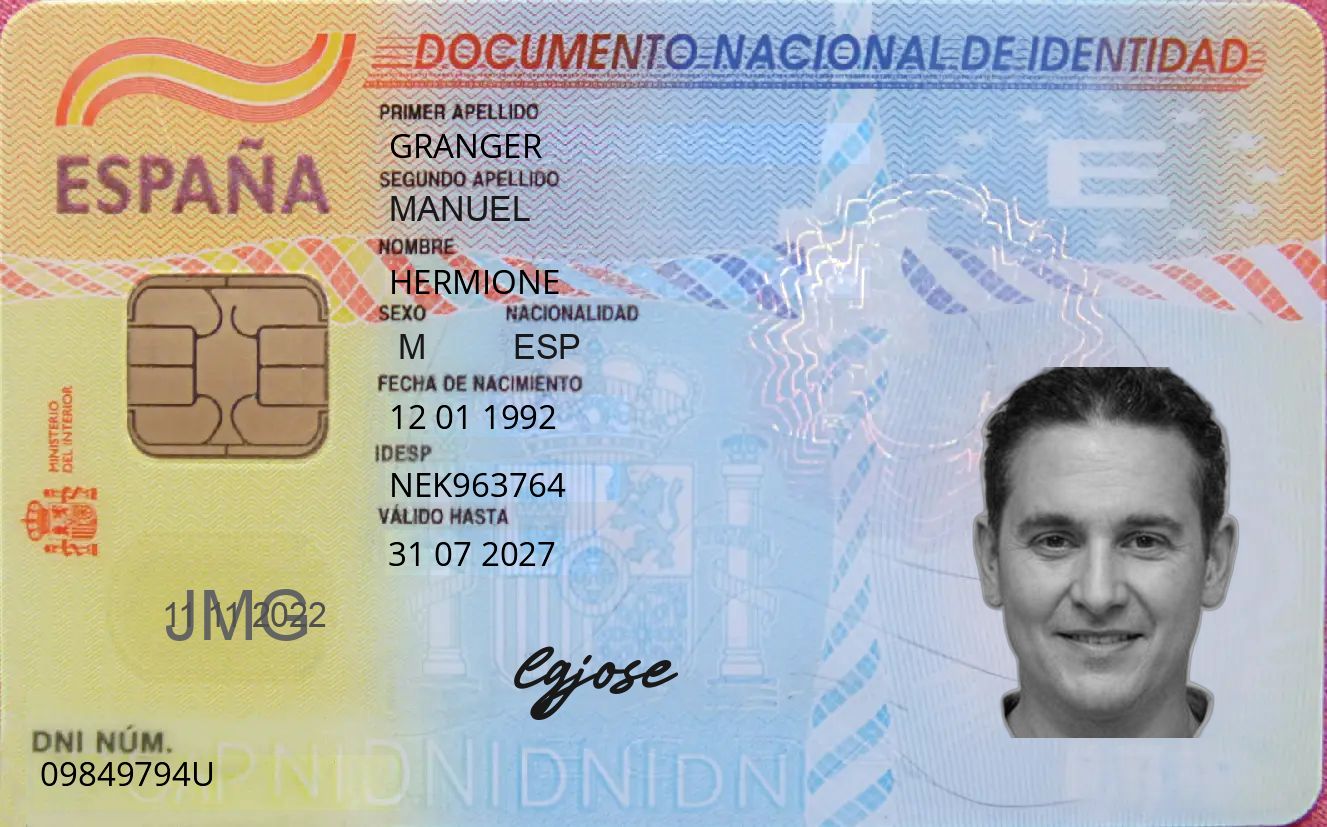 DOCUMENTO NACIONAL DE IDENTIDAD
ESPAÑA
PRIMER APELLIDO
GRANGER
SEGUNDO APELLIDO
MANUEL
NOMBRE
HERMIONE
SEXO NACIONALIDAD
M ESP
FECHA DE NACIMIENTO
12 01 1992
IDESP
NEK963764
VÁLIDO HASTA
31 07 2027
MINISTERIO
DEL INTERIOR
E
11 11 2022
JMG
Cgjose
DNI NÚM.
09849794U
DNIDNIDNIDN